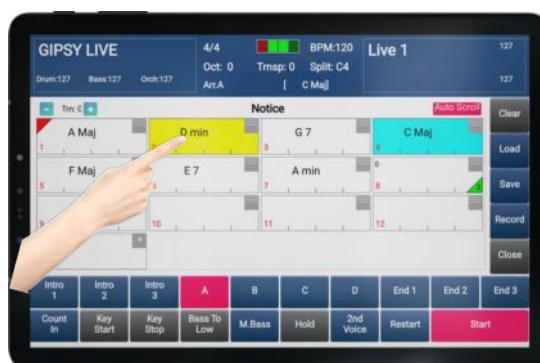 GIPSY LIVE
4/4
BPM:120
Live 1
127
Oct: 0
Trnsp: 0
Split: C4
Drum:127
Bass:127
Orch:127
Arr.A
[
C Maj]
127
Trn: C
Notice
Auto Scroll
Clear
A Maj
D min
G 7
C Maj
1
3
4
Load
F Maj
E 7
A min
6
5
7
8
Save
9
10
11
12
Record
Close
Intro 1
Intro 2
Intro 3
A
B
C
D
End 1
End 2
End 3
Count In
Key Start
Key Stop
Bass To Low
M.Bass
Hold
2nd Voice
Restart
Start